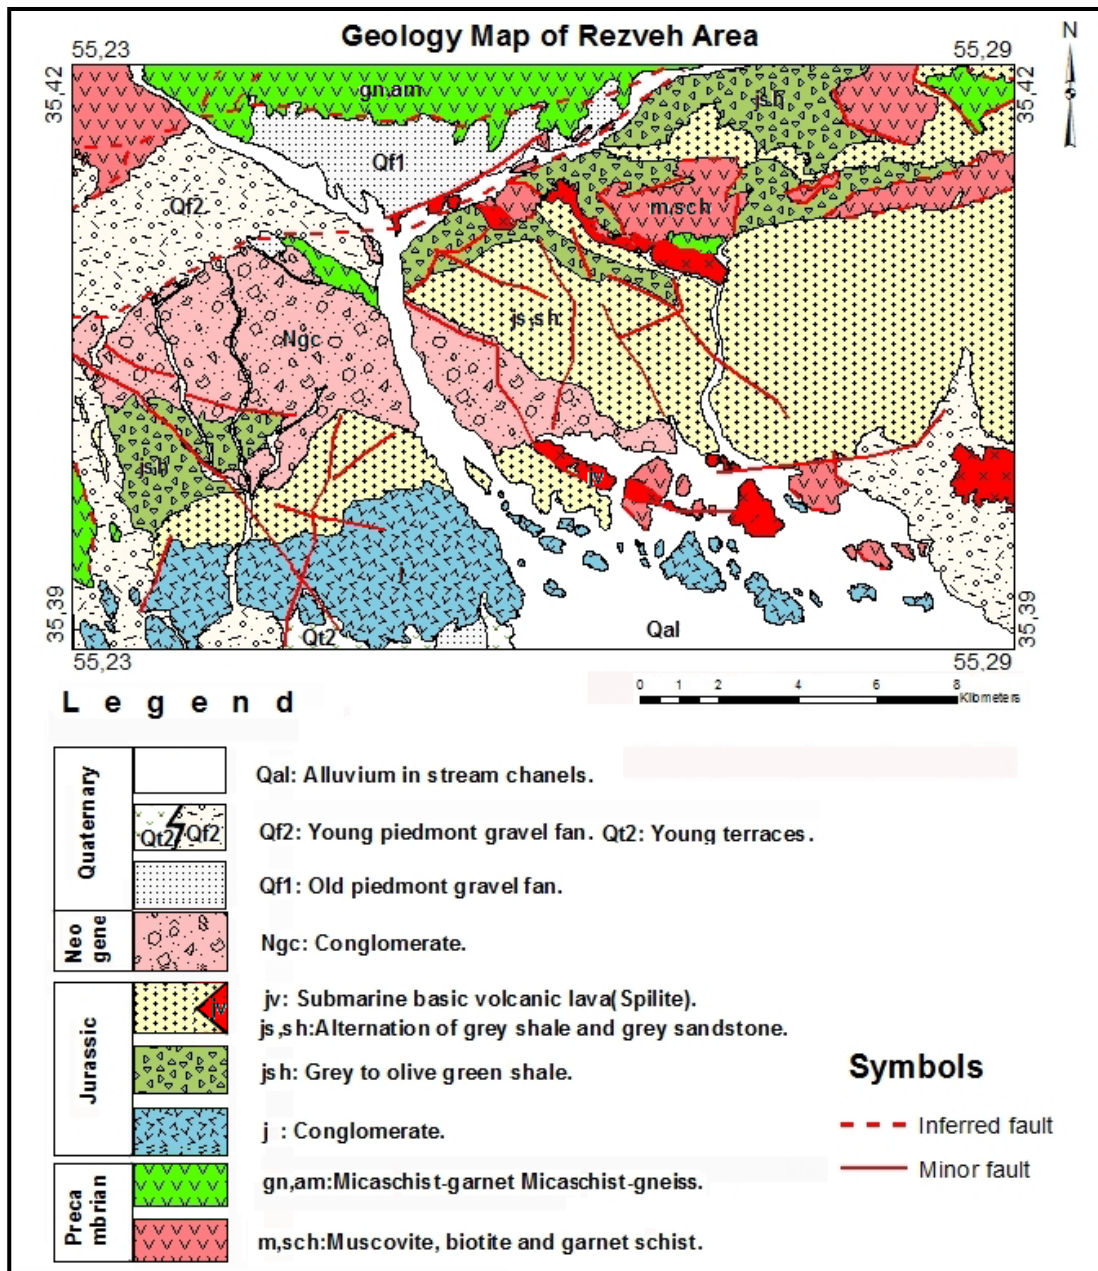 Geology Map of Rezveh Area
N
55,23
55,29
35,42
35,42
gn,am
jsh
Qf1
Qf2
m,sch
js,sh
Ngc
jsh
jv
j
Qt2
Qal
35,39
35,39
55,23
55,29
0 1 2 4 6 8
Kilometers
Legend
Quaternary
Qal: Alluvium in stream chanels.
Qt2 Qf2
Qf2: Young piedmont gravel fan. Qt2: Young terraces.
Qf1: Old piedmont gravel fan.
Neo
gene
Ngc: Conglomerate.
Jurassic
jv
jv: Submarine basic volcanic lava(Spilite).
js,sh:Alternation of grey shale and grey sandstone.
jsh: Grey to olive green shale.
j : Conglomerate.
Preca
mbrian
gn,am:Micaschist-garnet Micaschist-gneiss.
m,sch:Muscovite, biotite and garnet schist.
Symbols
Inferred fault
Minor fault